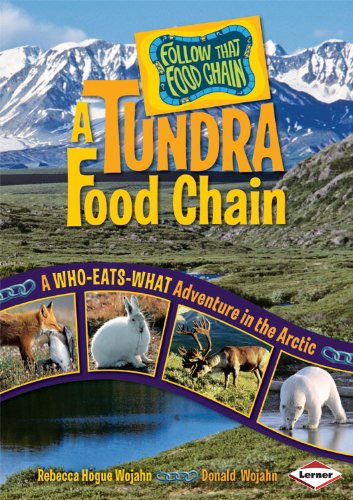 FOLLOW THAT
FOOD CHAIN
A TUNDRA
Food Chain
A WHO-EATS-WHAT Adventure in the Arctic
Rebecca Hogue Wojahn Donald Wojahn
Lerner